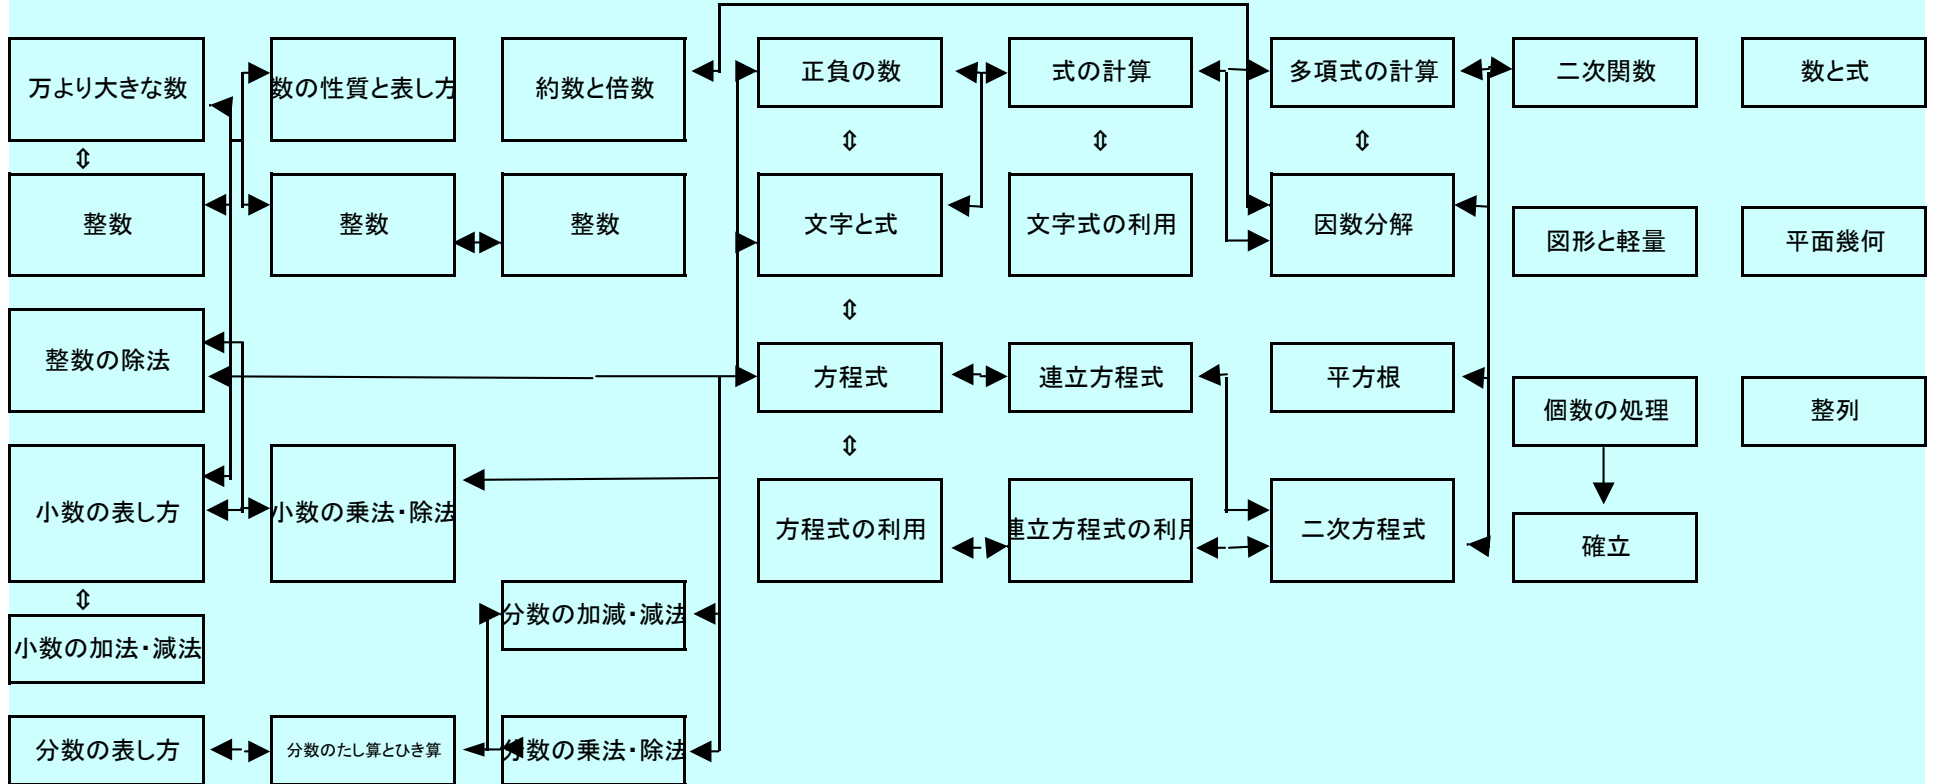 万より大きな数
数の性質と表し方
約数と倍数
正負の数
式の計算
多項式の計算
二次関数
数と式
⇕
⇕
⇕
⇕
整数
整数
整数
文字と式
文字式の利用
因数分解
図形と軽量
平面幾何
⇕
整数の除法
方程式
連立方程式
平方根
個数の処理
整列
⇕
小数の表し方
小数の乗法・除法
方程式の利用
連立方程式の利用
二次方程式
確立
⇕
分数の加減・減法
小数の加法・減法
分数の表し方
分数のたし算とひき算
分数の乗法・除法